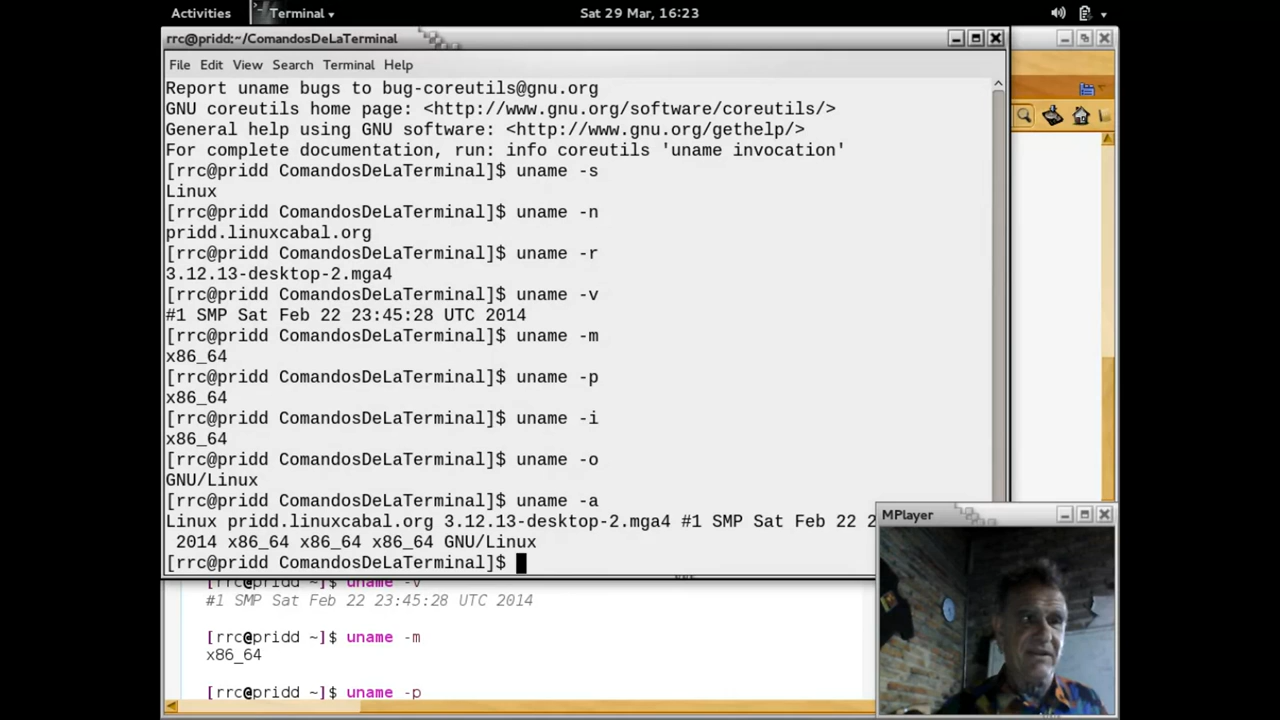 Activities
Terminal
Sat 29 Mar, 16:23
rrc@pridd:~/ComandosDeLaTerminal
File Edit View Search Terminal Help
Report uname bugs to bug-coreutils@gnu.org
GNU coreutils home page: <http://www.gnu.org/software/coreutils/>
General help using GNU software: <http://www.gnu.org/gethelp/>
For complete documentation, run: info coreutils 'uname invocation'
[rrc@pridd ComandosDeLaTerminal]$ uname -s
Linux
[rrc@pridd ComandosDeLaTerminal]$ uname -n
pridd.linuxcabal.org
[rrc@pridd ComandosDeLaTerminal]$ uname -r
3.12.13-desktop-2.mga4
[rrc@pridd ComandosDeLaTerminal]$ uname -v
#1 SMP Sat Feb 22 23:45:28 UTC 2014
[rrc@pridd ComandosDeLaTerminal]$ uname -m
x86_64
[rrc@pridd ComandosDeLaTerminal]$ uname -p
x86_64
[rrc@pridd ComandosDeLaTerminal]$ uname -i
x86_64
[rrc@pridd ComandosDeLaTerminal]$ uname -o
GNU/Linux
[rrc@pridd ComandosDeLaTerminal]$ uname -a
Linux pridd.linuxcabal.org 3.12.13-desktop-2.mga4 #1 SMP Sat Feb 22 2
2014 x86_64 x86_64 x86_64 GNU/Linux
[rrc@pridd ComandosDeLaTerminal]$
MPlayer
[rrc@pridd ~]$ uname -v
#1 SMP Sat Feb 22 23:45:28 UTC 2014
[rrc@pridd ~]$ uname -m
x86_64
[rrc@pridd ~]$ uname -p